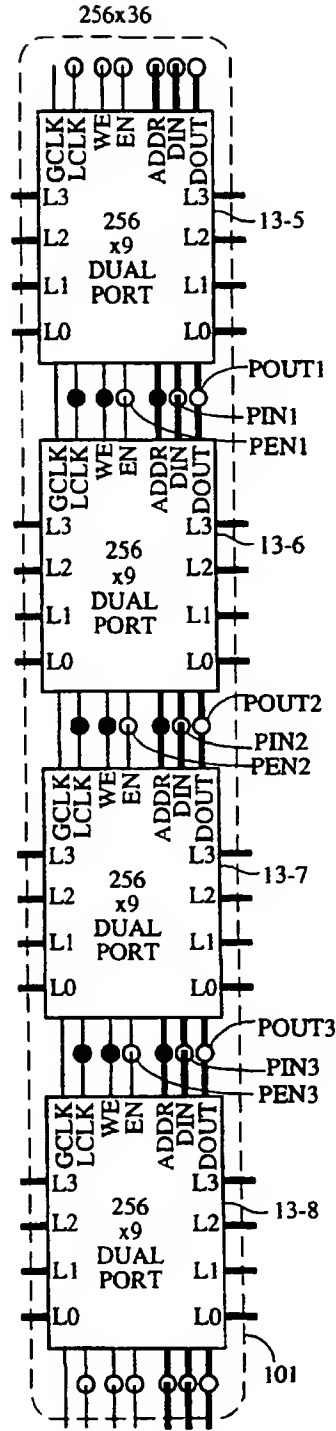 256x36
GCLK LCLK WE EN ADDR DIN DOUT
L3 L3
13-5
L2 256 x9 DUAL PORT L2
L1 L1
L0 L0
POUT1
PIN1
PEN1
GCLK LCLK WE EN ADDR DIN DOUT
L3 L3
13-6
L2 256 x9 DUAL PORT L2
L1 L1
L0 L0
POUT2
PIN2
PEN2
GCLK LCLK WE EN ADDR DIN DOUT
L3 L3
13-7
L2 256 x9 DUAL PORT L2
L1 L1
L0 L0
POUT3
PIN3
PEN3
GCLK LCLK WE EN ADDR DIN DOUT
L3 L3
13-8
L2 256 x9 DUAL PORT L2
L1 L1
L0 L0
101